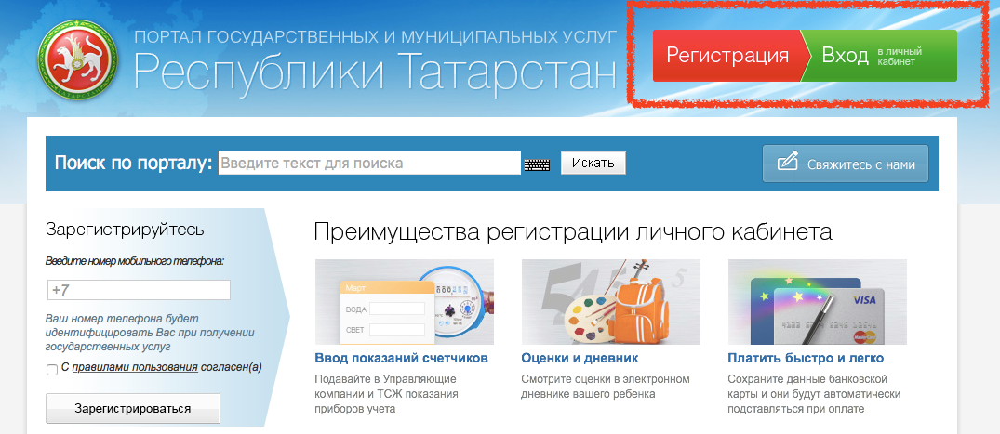 ПОРТАЛ ГОСУДАРСТВЕННЫХ И МУНИЦИПАЛЬНЫХ УСЛУГ
Республики Татарстан
Регистрация
Вход
в личный
кабинет
ТАТАРСТАН
Поиск по порталу:
Введите текст для поиска
Искать
Свяжитесь с нами
Зарегистрируйтесь
Введите номер мобильного телефона:
+7
Ваш номер телефона будет
идентифицировать Вас при получении
государственных услуг
С правилами пользования согласен(а)
Зарегистрироваться
Преимущества регистрации личного кабинета
Март
ВОДА
СВЕТ
Ввод показаний счетчиков
Подавайте в Управляющие
компании и ТСЖ показания
приборов учета
5
Оценки и дневник
Смотрите оценки в электронном
дневнике вашего ребенка
VISA
MasterCard
Платить быстро и легко
Сохраните данные банковской
карты и они будут автоматически
подставляться при оплате